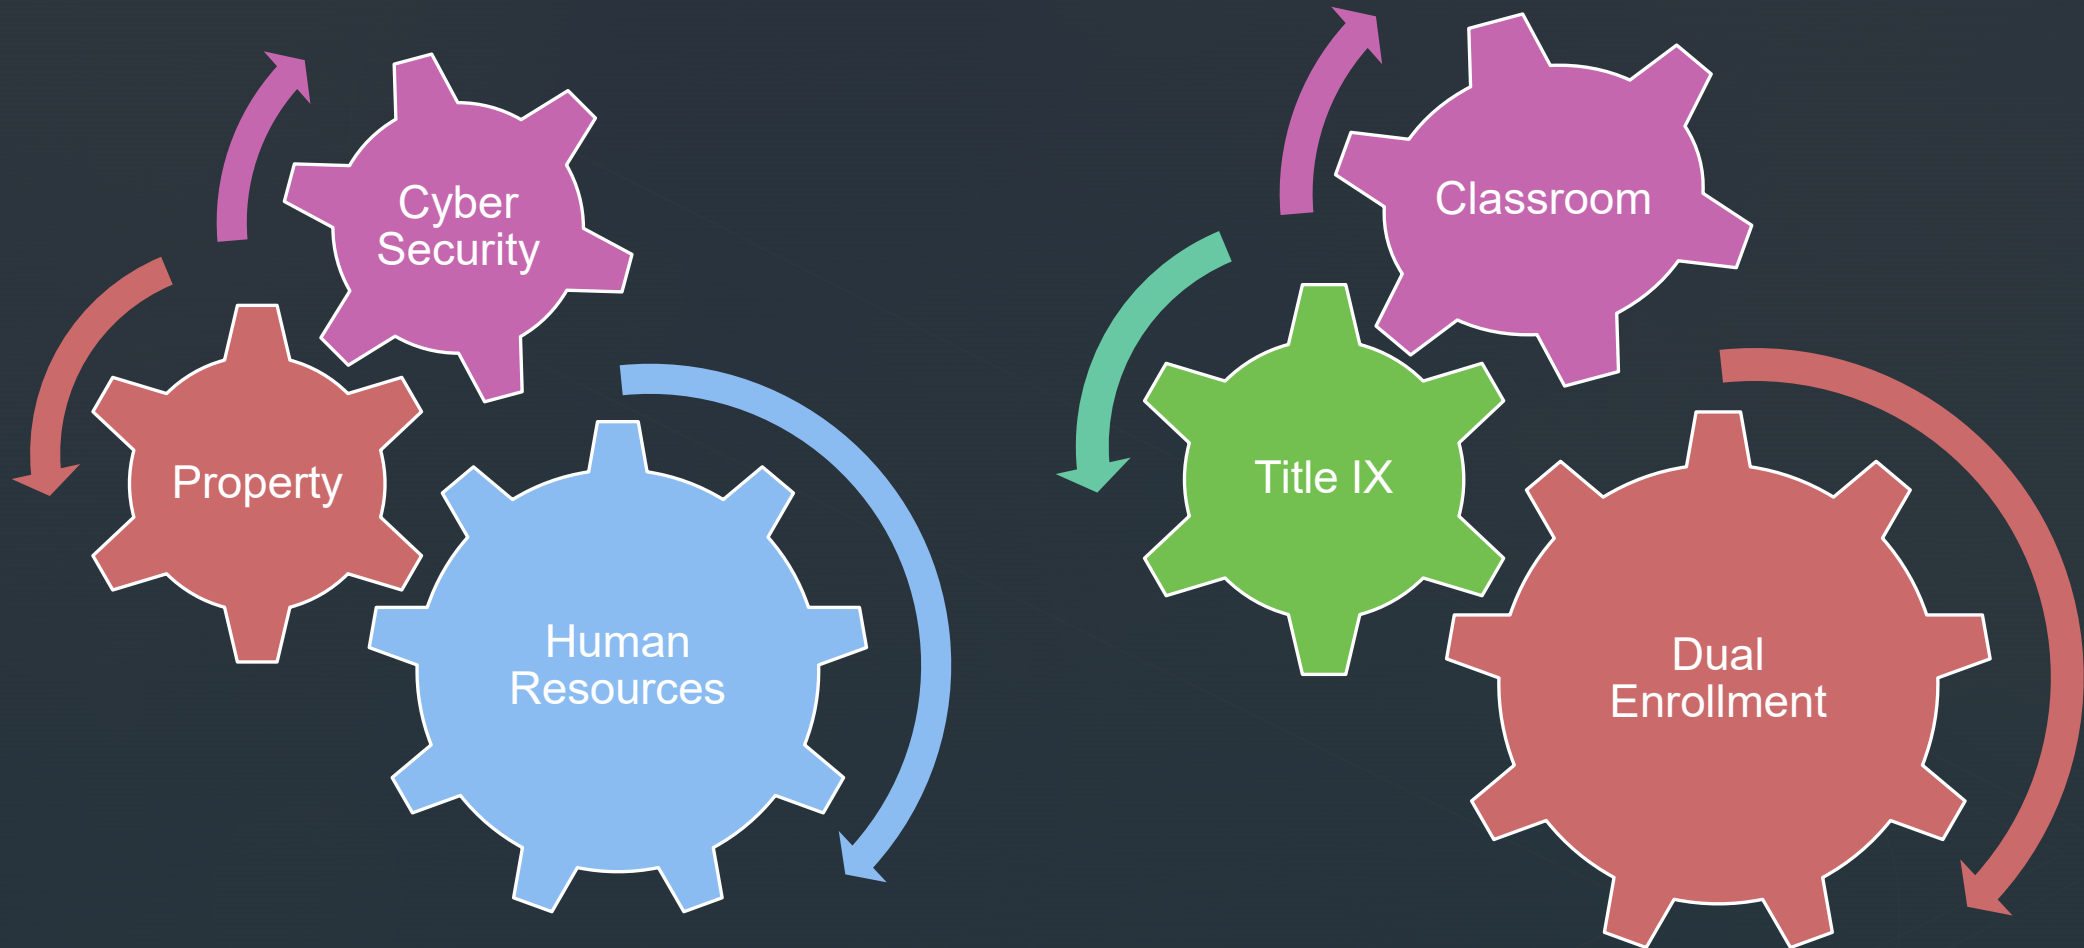 Cyber
Security
Property
Human
Resources
Classroom
Title IX
Dual
Enrollment